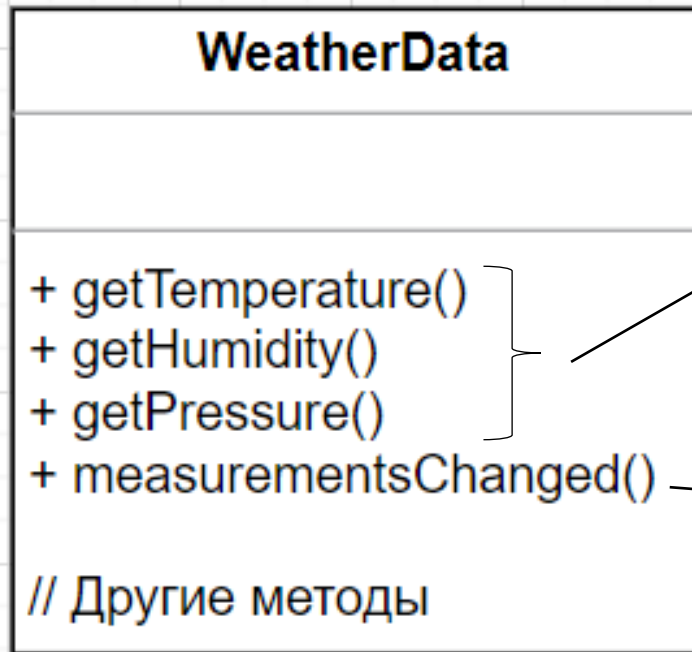 WeatherData
+ getTemperature()
+ getHumidity()
+ getPressure()
+ measurementsChanged()
// Другие методы